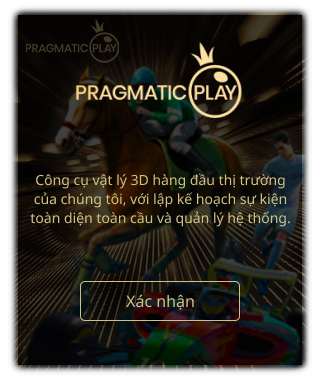 PRAGMATIC PLAY
PRAGMATIC PLAY
Công cụ vật lý 3D hàng đầu thị trường
của chúng tôi, với lập kế hoạch sự kiện
toàn diện toàn cầu và quản lý hệ thống.
Xác nhận